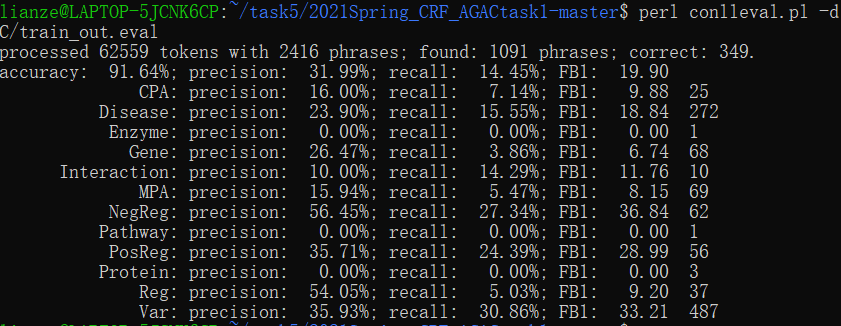 lianze@LAPTOP-5JCNK6CP:~/task5/2021Spring_CRF_AGACtask1-master$ perl conlleval.pl -d
C/train_out.eval
processed 62559 tokens with 2416 phrases; found: 1091 phrases; correct: 349.
accuracy:  91.64%; precision:  31.99%; recall:  14.45%; FB1:  19.90
CPA: precision:  16.00%; recall:   7.14%; FB1:   9.88  25
Disease: precision:  23.90%; recall:  15.55%; FB1:  18.84  272
Enzyme: precision:   0.00%; recall:   0.00%; FB1:   0.00  1
Gene: precision:  26.47%; recall:   3.86%; FB1:   6.74  68
Interaction: precision:  10.00%; recall:  14.29%; FB1:  11.76  10
MPA: precision:  15.94%; recall:   5.47%; FB1:   8.15  69
NegReg: precision:  56.45%; recall:  27.34%; FB1:  36.84  62
Pathway: precision:   0.00%; recall:   0.00%; FB1:   0.00  1
PosReg: precision:  35.71%; recall:  24.39%; FB1:  28.99  56
Protein: precision:   0.00%; recall:   0.00%; FB1:   0.00  3
Reg: precision:  54.05%; recall:   5.03%; FB1:   9.20  37
Var: precision:  35.93%; recall:  30.86%; FB1:  33.21  487